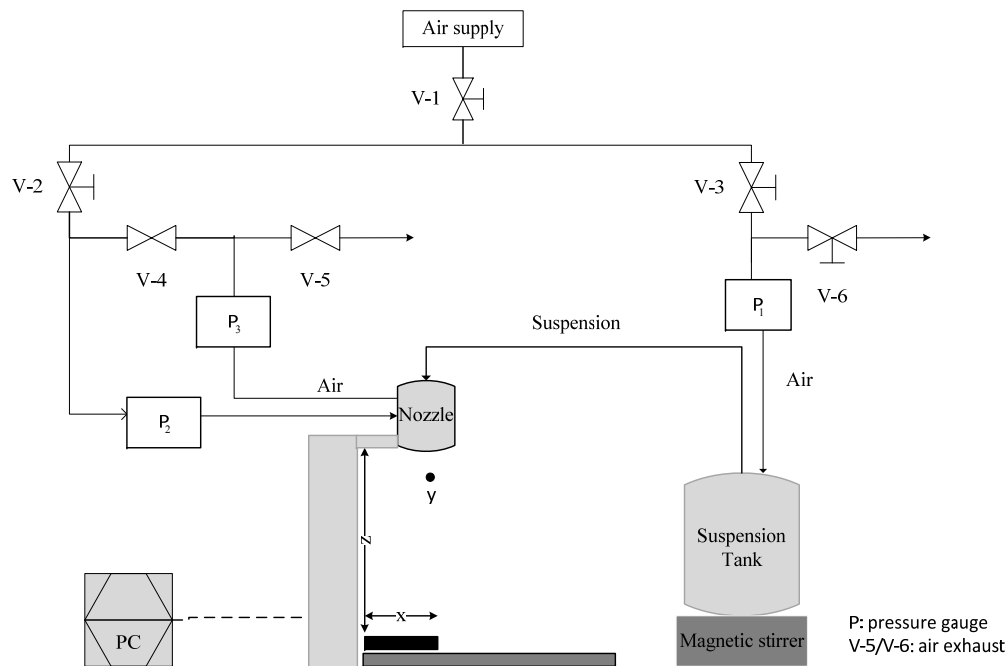 Air supply
V-1
V-2
V-3
V-4
V-5
V-6
P3
P1
Suspension
Air
Air
Nozzle
P2
y
z
Suspension
Tank
x
PC
Magnetic stirrer
P: pressure gauge
V-5/V-6: air exhaust